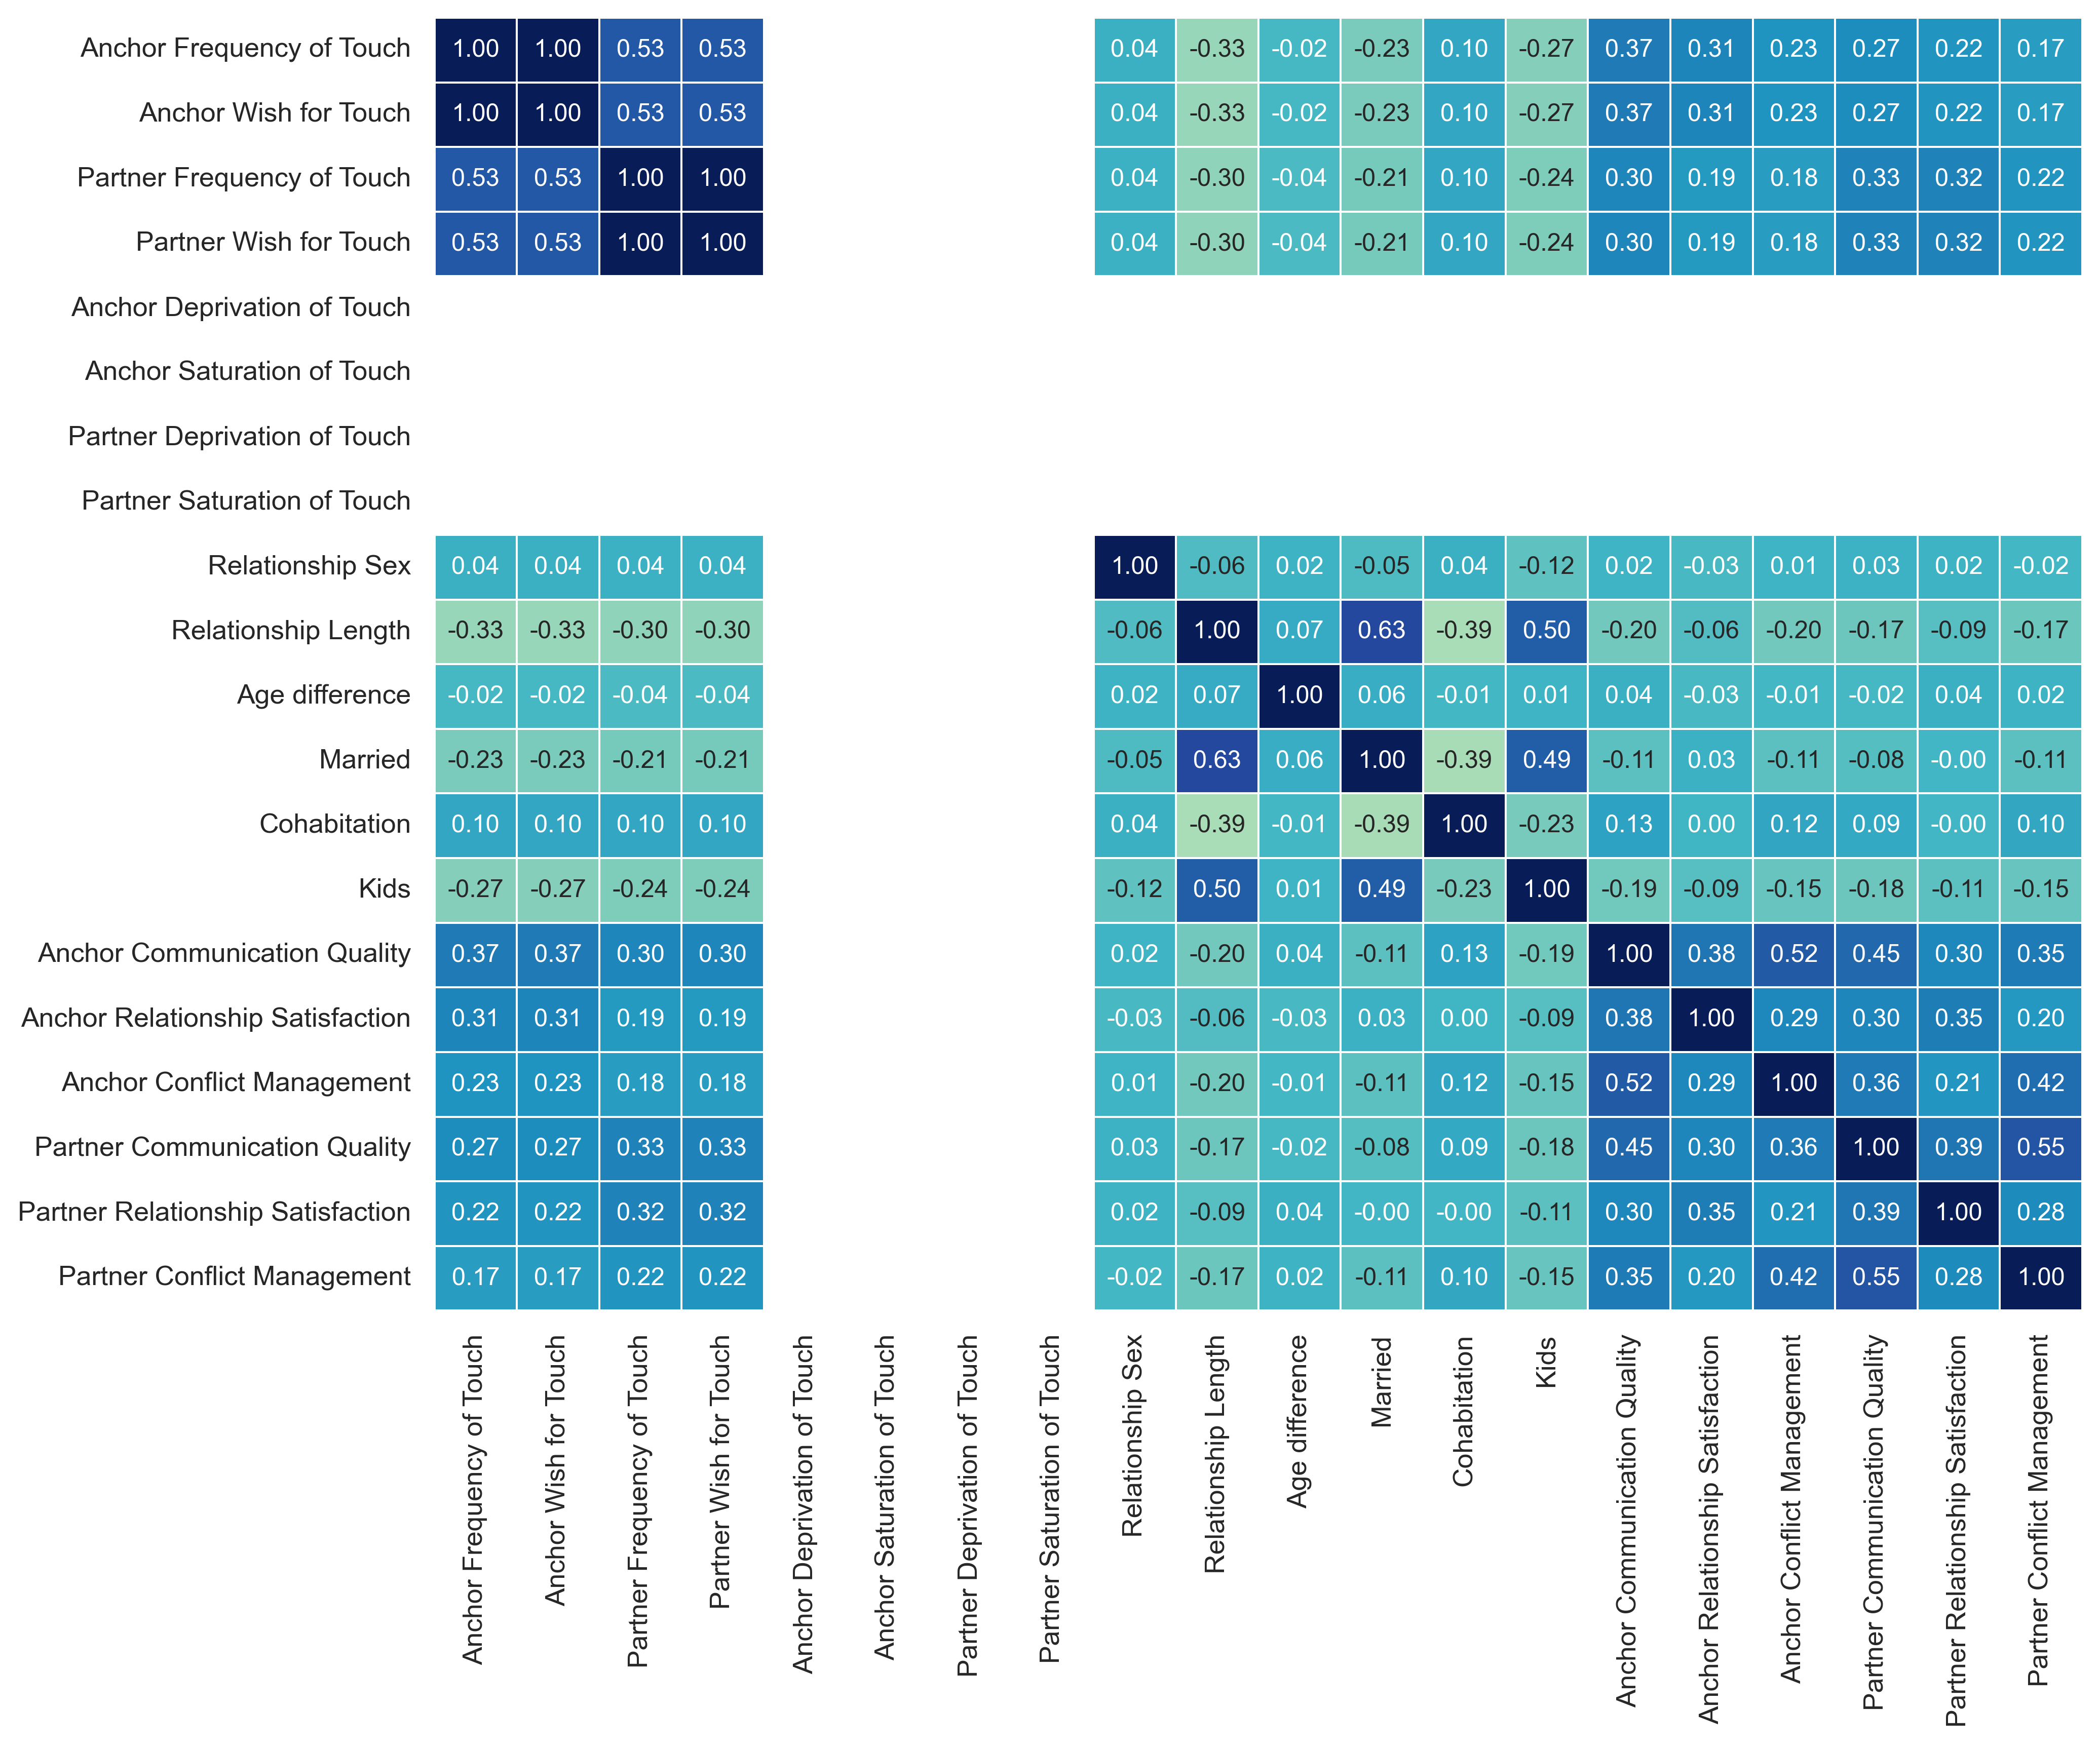 Anchor Frequency of Touch 1.00 1.00 0.53 0.53 0.04 -0.33 -0.02 -0.23 0.10 -0.27 0.37 0.31 0.23 0.27 0.22 0.17
Anchor Wish for Touch 1.00 1.00 0.53 0.53 0.04 -0.33 -0.02 -0.23 0.10 -0.27 0.37 0.31 0.23 0.27 0.22 0.17
Partner Frequency of Touch 0.53 0.53 1.00 1.00 0.04 -0.30 -0.04 -0.21 0.10 -0.24 0.30 0.19 0.18 0.33 0.32 0.22
Partner Wish for Touch 0.53 0.53 1.00 1.00 0.04 -0.30 -0.04 -0.21 0.10 -0.24 0.30 0.19 0.18 0.33 0.32 0.22
Anchor Deprivation of Touch
Anchor Saturation of Touch
Partner Deprivation of Touch
Partner Saturation of Touch
Relationship Sex 0.04 0.04 0.04 0.04 1.00 -0.06 0.02 -0.05 0.04 -0.12 0.02 -0.03 0.01 0.03 0.02 -0.02
Relationship Length -0.33 -0.33 -0.30 -0.30 -0.06 1.00 0.07 0.63 -0.39 0.50 -0.20 -0.06 -0.20 -0.17 -0.09 -0.17
Age difference -0.02 -0.02 -0.04 -0.04 0.02 0.07 1.00 0.06 -0.01 0.01 0.04 -0.03 -0.01 -0.02 0.04 0.02
Married -0.23 -0.23 -0.21 -0.21 -0.05 0.63 0.06 1.00 -0.39 0.49 -0.11 0.03 -0.11 -0.08 -0.00 -0.11
Cohabitation 0.10 0.10 0.10 0.10 0.04 -0.39 -0.01 -0.39 1.00 -0.23 0.13 0.00 0.12 0.09 -0.00 0.10
Kids -0.27 -0.27 -0.24 -0.24 -0.12 0.50 0.01 0.49 -0.23 1.00 -0.19 -0.09 -0.15 -0.18 -0.11 -0.15
Anchor Communication Quality 0.37 0.37 0.30 0.30 0.02 -0.20 0.04 -0.11 0.13 -0.19 1.00 0.38 0.52 0.45 0.30 0.35
Anchor Relationship Satisfaction 0.31 0.31 0.19 0.19 -0.03 -0.06 -0.03 0.03 0.00 -0.09 0.38 1.00 0.29 0.30 0.35 0.20
Anchor Conflict Management 0.23 0.23 0.18 0.18 0.01 -0.20 -0.01 -0.11 0.12 -0.15 0.52 0.29 1.00 0.36 0.21 0.42
Partner Communication Quality 0.27 0.27 0.33 0.33 0.03 -0.17 -0.02 -0.08 0.09 -0.18 0.45 0.30 0.36 1.00 0.39 0.55
Partner Relationship Satisfaction 0.22 0.22 0.32 0.32 0.02 -0.09 0.04 -0.00 -0.00 -0.11 0.30 0.35 0.21 0.39 1.00 0.28
Partner Conflict Management 0.17 0.17 0.22 0.22 -0.02 -0.17 0.02 -0.11 0.10 -0.15 0.35 0.20 0.42 0.55 0.28 1.00
Anchor Frequency of Touch
Anchor Wish for Touch
Partner Frequency of Touch
Partner Wish for Touch
Anchor Deprivation of Touch
Anchor Saturation of Touch
Partner Deprivation of Touch
Partner Saturation of Touch
Relationship Sex
Relationship Length
Age difference
Married
Cohabitation
Kids
Anchor Communication Quality
Anchor Relationship Satisfaction
Anchor Conflict Management
Partner Communication Quality
Partner Relationship Satisfaction
Partner Conflict Management